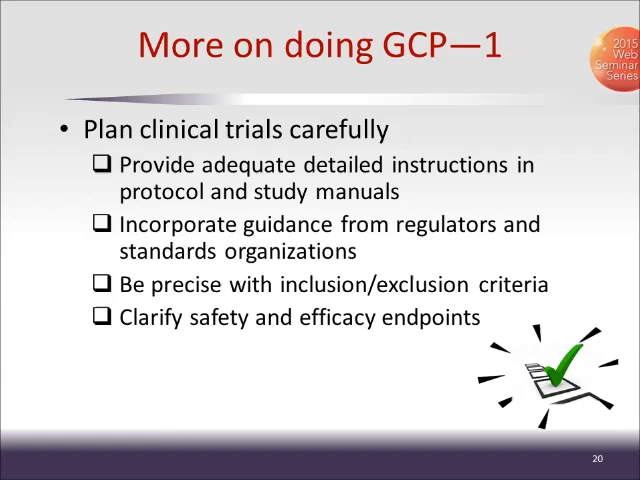 More on doing GCP—1
2015
Web
Seminar
Series
• Plan clinical trials carefully
❑ Provide adequate detailed instructions in
protocol and study manuals
❑ Incorporate guidance from regulators and
standards organizations
❑ Be precise with inclusion/exclusion criteria
❑ Clarify safety and efficacy endpoints
20